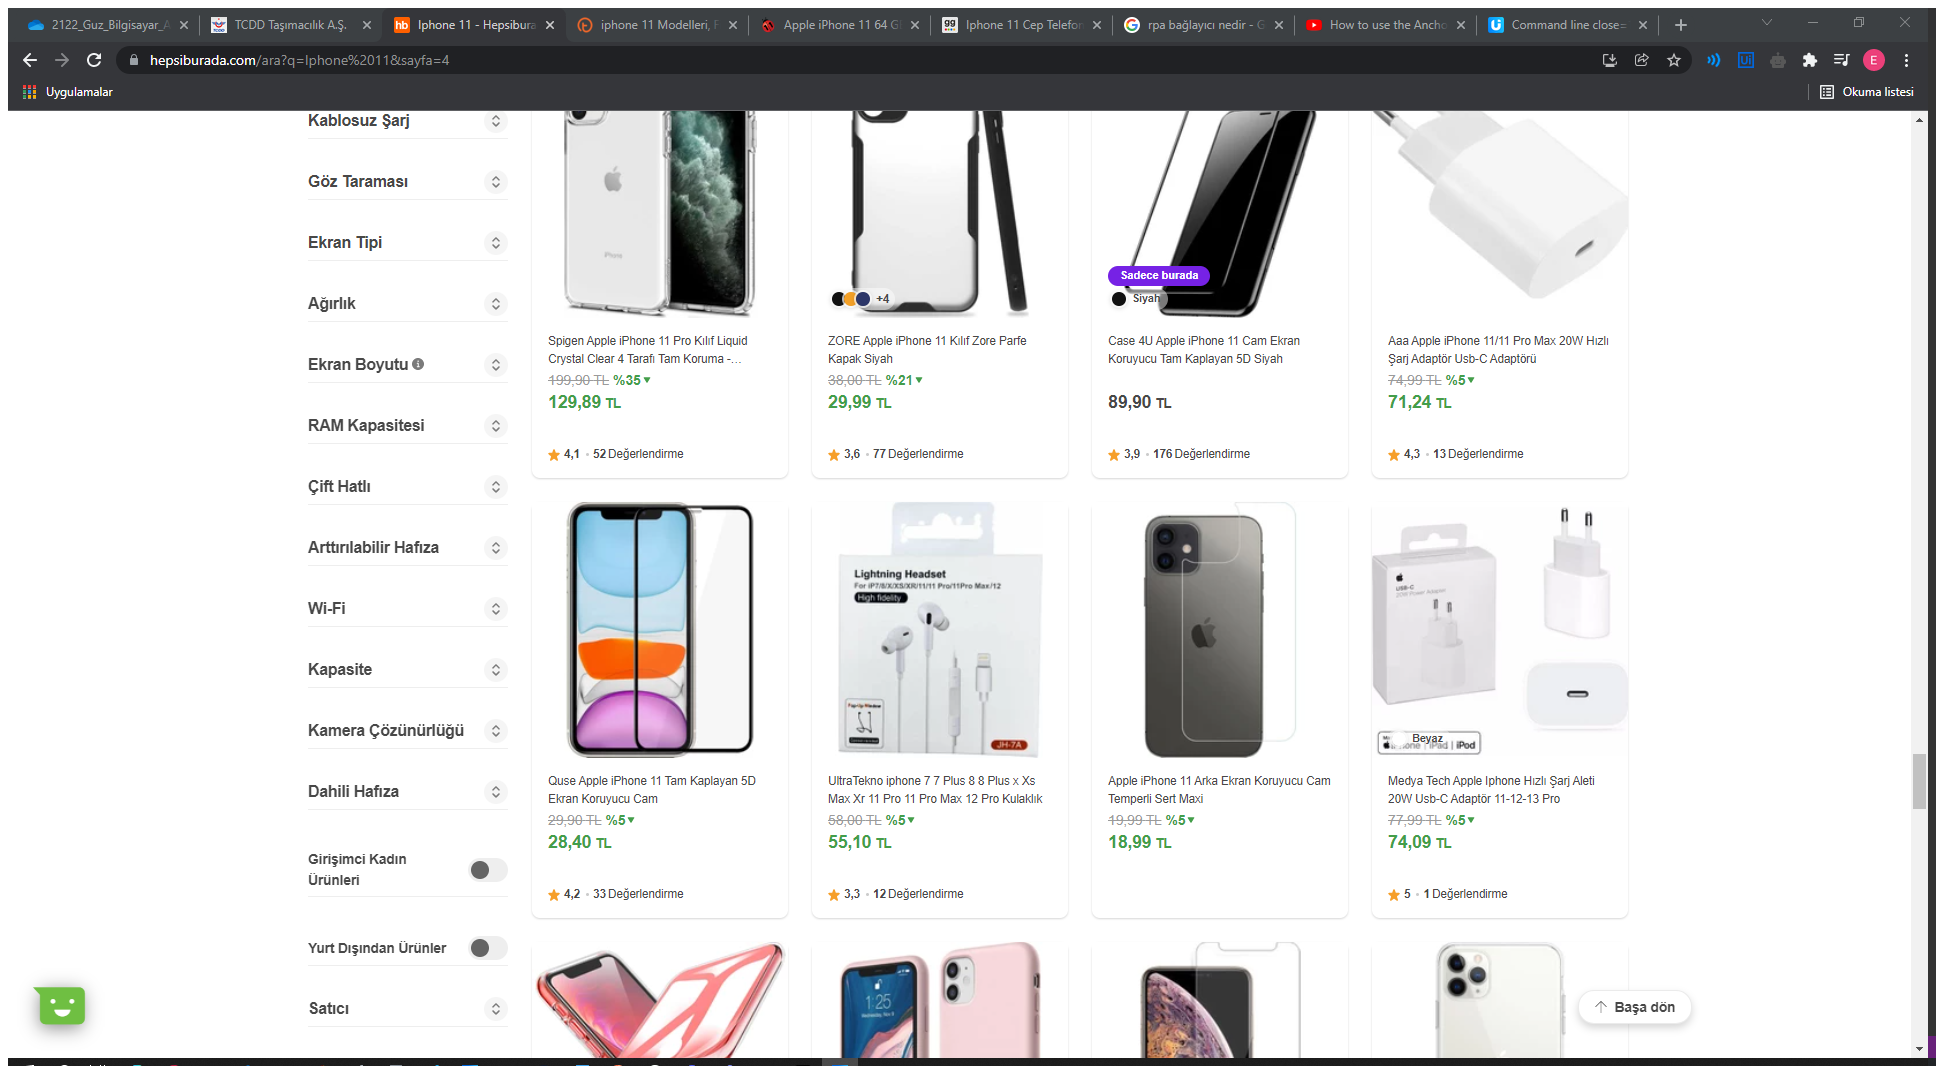 2122_Guz_Bilgisayar_A
TCDD Taşımacılık A.Ş.
Iphone 11 - Hepsibura
iphone 11 Modelleri, F
Apple iPhone 11 64 G
Iphone 11 Cep Telefon
rpa bağlayıcı nedir - G
How to use the Ancho
Command line close=
hepsiburada.com/ara?q=Iphone%2011&sayfa=4
E
Uygulamalar
Okuma listesi
Kablosuz Şarj
Göz Taraması
Ekran Tipi
Ağırlık
Ekran Boyutu
RAM Kapasitesi
Çift Hatlı
Arttırılabilir Hafıza
Wi-Fi
Kapasite
Kamera Çözünürlüğü
Dahili Hafıza
Girişimci Kadın
Ürünleri
Yurt Dışından Ürünler
Satıcı
iPhone
Spigen Apple iPhone 11 Pro Kılıf Liquid
Crystal Clear 4 Tarafı Tam Koruma -...
199,90 TL %35
129,89 TL
4,1 • 52 Değerlendirme
+4
ZORE Apple iPhone 11 Kılıf Zore Parfe
Kapak Siyah
38,00 TL %21
29,99 TL
3,6 • 77 Değerlendirme
Sadece burada
Siyah
Case 4U Apple iPhone 11 Cam Ekran
Koruyucu Tam Kaplayan 5D Siyah
89,90 TL
3,9 • 176 Değerlendirme
Aaa Apple iPhone 11/11 Pro Max 20W Hızlı
Şarj Adaptör Usb-C Adaptörü
74,99 TL %5
71,24 TL
4,3 • 13 Değerlendirme
Quse Apple iPhone 11 Tam Kaplayan 5D
Ekran Koruyucu Cam
29,90 TL %5
28,40 TL
4,2 • 33 Değerlendirme
Lightning Headset
For iP7/8/X/XS/XR/11/11 Pro/11Pro Max/12
High fidelity
Pop-Up Window
JH-7A
UltraTekno iphone 7 7 Plus 8 8 Plus x Xs
Max Xr 11 Pro 11 Pro Max 12 Pro Kulaklık
58,00 TL %5
55,10 TL
3,3 • 12 Değerlendirme
Apple iPhone 11 Arka Ekran Koruyucu Cam
Temperli Sert Maxi
19,99 TL %5
18,99 TL
USB-C
20W Power Adapter
Beyaz
iPad | iPod
Medya Tech Apple Iphone Hızlı Şarj Aleti
20W Usb-C Adaptör 11-12-13 Pro
77,99 TL %5
74,09 TL
5 • 1 Değerlendirme
1:25
Başa dön